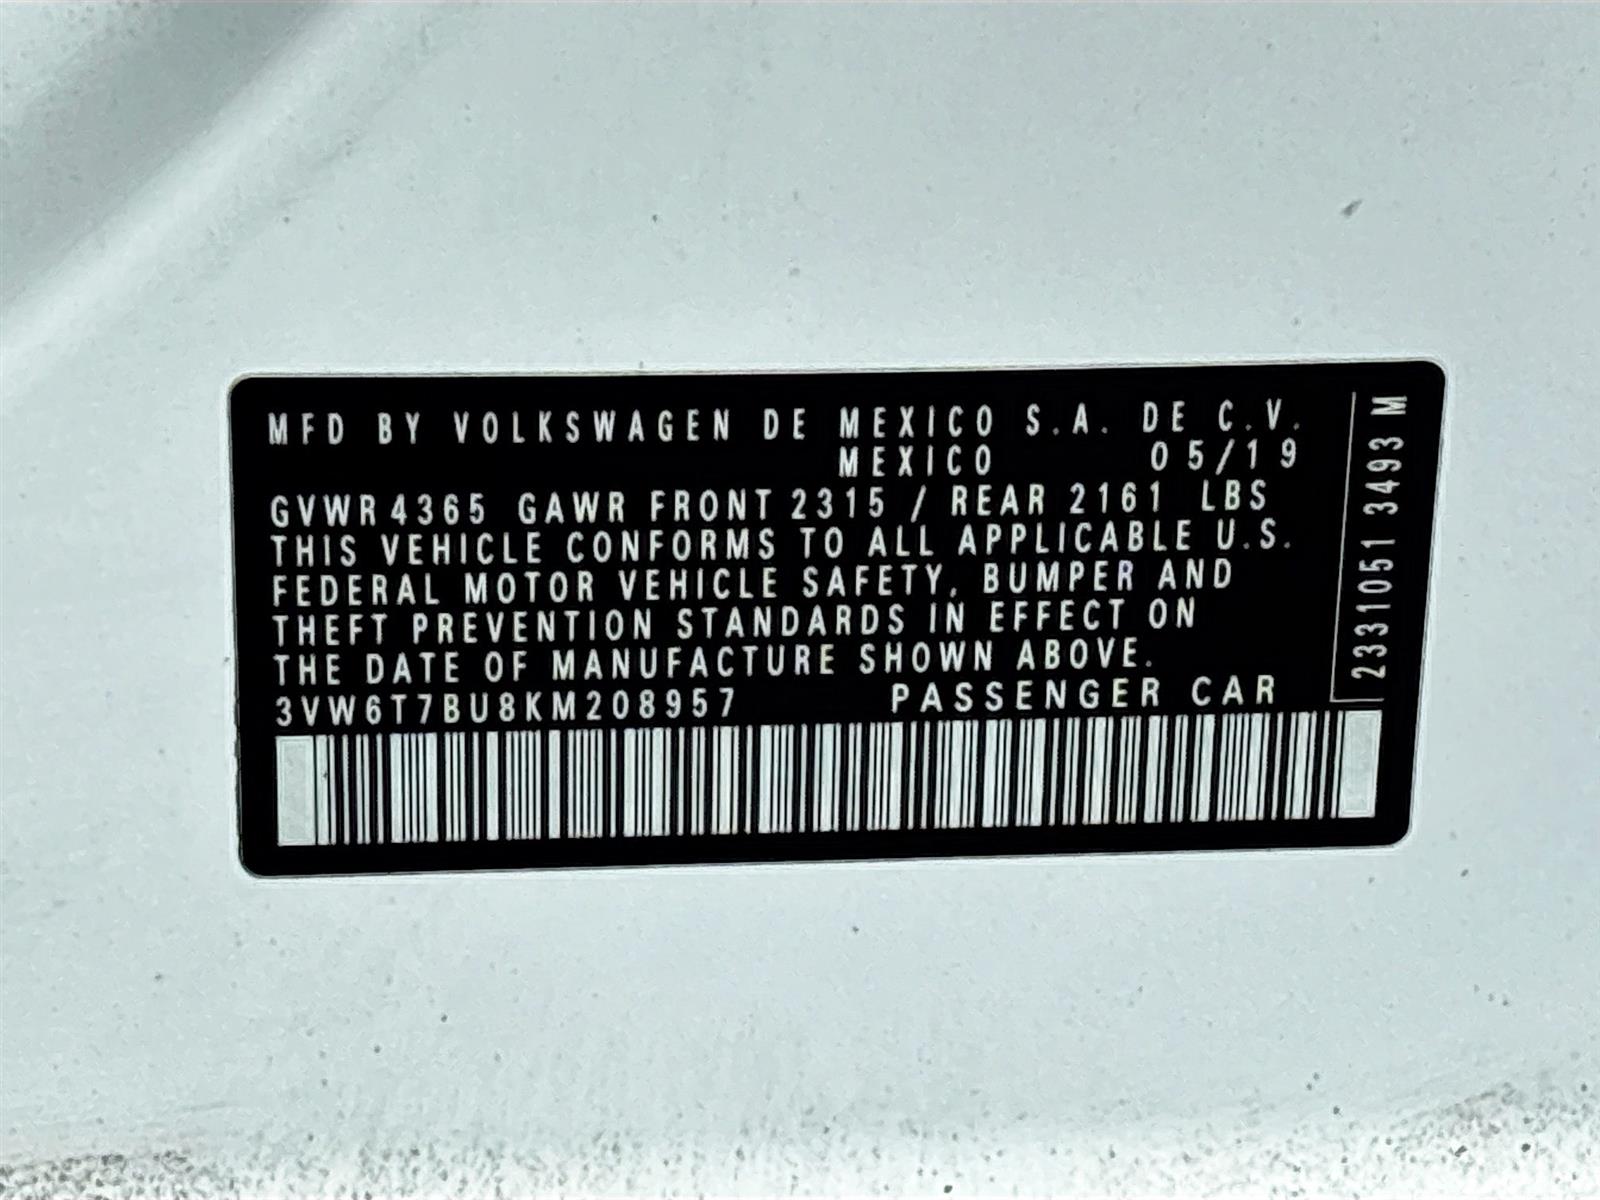 MFD BY VOLKSWAGEN DE MEXICO S.A. DE C.V.
MEXICO 05/19
GVWR 4365 GAWR FRONT 2315 / REAR 2161 LBS
THIS VEHICLE CONFORMS TO ALL APPLICABLE U.S.
FEDERAL MOTOR VEHICLE SAFETY, BUMPER AND
THEFT PREVENTION STANDARDS IN EFFECT ON
THE DATE OF MANUFACTURE SHOWN ABOVE.
3VW6T7BU8KM208957 PASSENGER CAR
2331051 3493 M